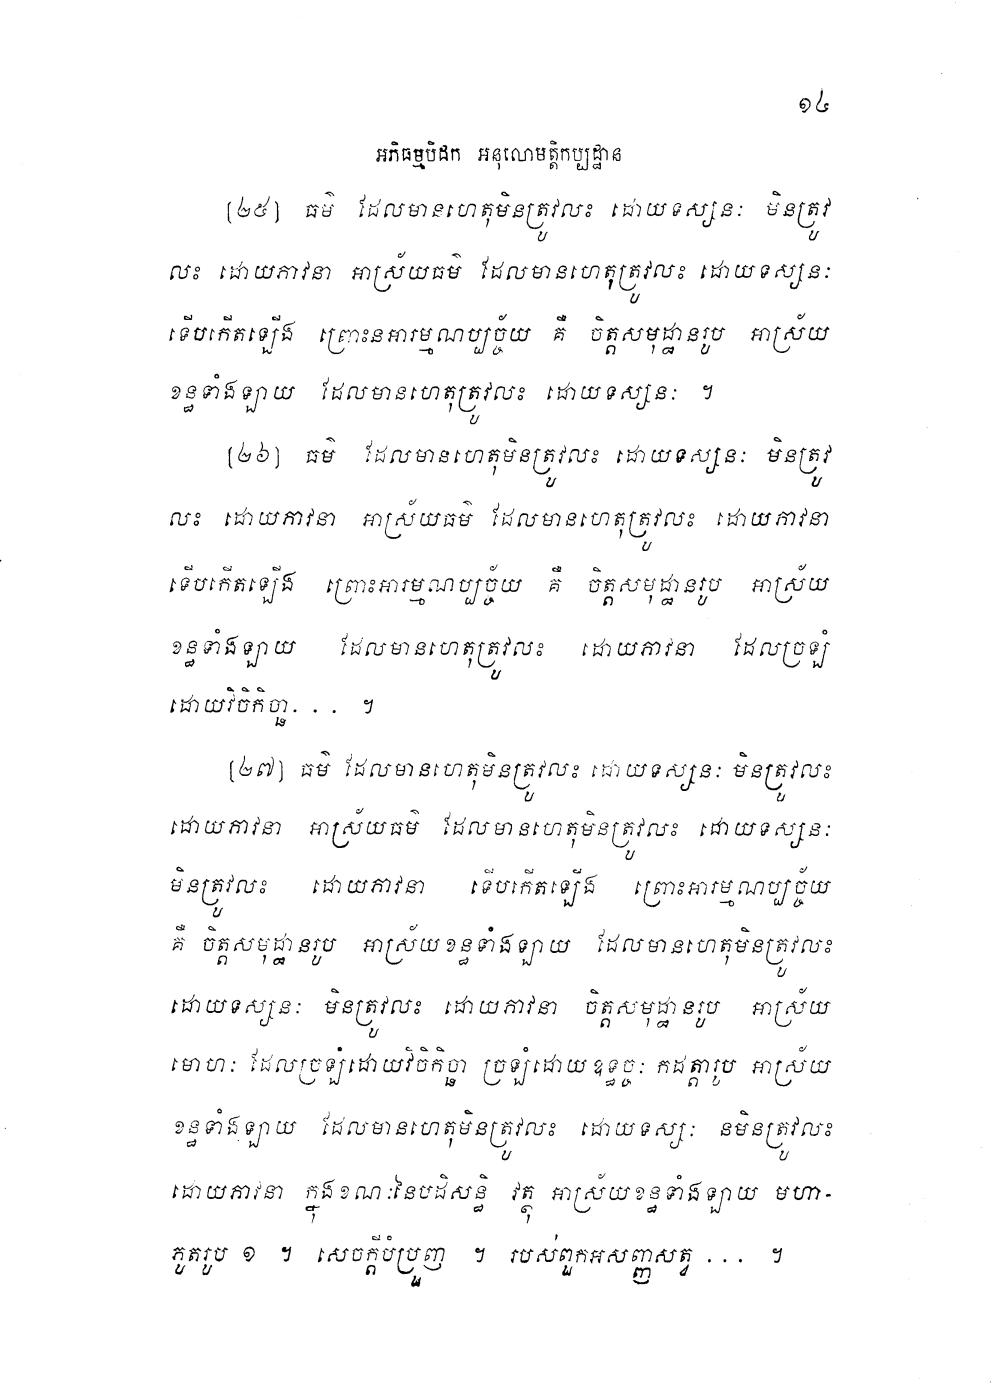 ១៤
អភិធម្មបិដក អនុលោមត្តិកប្បដ្ឋាន
(២៥) ធម៌ ដែលមានហេតុមិនត្រូវលះ ដោយទស្សនៈ មិនត្រូវ
លះ ដោយភាវនា អាស្រ័យធម៌ ដែលមានហេតុត្រូវលះ ដោយទស្សនៈ
ទើបកើតឡើង ព្រោះនអារម្មណប្បច្ច័យ គឺ ចិត្តសមុដ្ឋានរូប អាស្រ័យ
ខន្ធទាំងឡាយ ដែលមានហេតុត្រូវលះ ដោយទស្សនៈ ។
(២៦) ធម៌ ដែលមានហេតុមិនត្រូវលះ ដោយទស្សនៈ មិនត្រូវ
លះ ដោយភាវនា អាស្រ័យធម៌ ដែលមានហេតុត្រូវលះ ដោយភាវនា
ទើបកើតឡើង ព្រោះអារម្មណប្បច្ច័យ គឺ ចិត្តសមុដ្ឋានរូប អាស្រ័យ
ខន្ធទាំងឡាយ ដែលមានហេតុត្រូវលះ ដោយភាវនា ដែលច្រឡំ
ដោយវិចិកិច្ឆា. . . ។
(២៧) ធម៌ ដែលមានហេតុមិនត្រូវលះ ដោយទស្សនៈ មិនត្រូវលះ
ដោយភាវនា អាស្រ័យធម៌ ដែលមានហេតុមិនត្រូវលះ ដោយទស្សនៈ
មិនត្រូវលះ ដោយភាវនា ទើបកើតឡើង ព្រោះអារម្មណប្បច្ច័យ
គឺ ចិត្តសមុដ្ឋានរូប អាស្រ័យខន្ធទាំងឡាយ ដែលមានហេតុមិនត្រូវលះ
ដោយទស្សនៈ មិនត្រូវលះ ដោយភាវនា ចិត្តសមុដ្ឋានរូប អាស្រ័យ
មោហៈ ដែលច្រឡំដោយវិចិកិច្ឆា ច្រឡំដោយឧទ្ធច្ចៈ កដត្តារូប អាស្រ័យ
ខន្ធទាំងឡាយ ដែលមានហេតុមិនត្រូវលះ ដោយទស្សៈ នមិនត្រូវលះ
ដោយភាវនា ក្នុងខណៈនៃបដិសន្ធិ វត្ថុ អាស្រ័យខន្ធទាំងឡាយ មហា-
ភូតរូប ១ ។ សេចក្តីបំប្រួញ ។ របស់ពួកអសញ្ញសត្វ ... ។